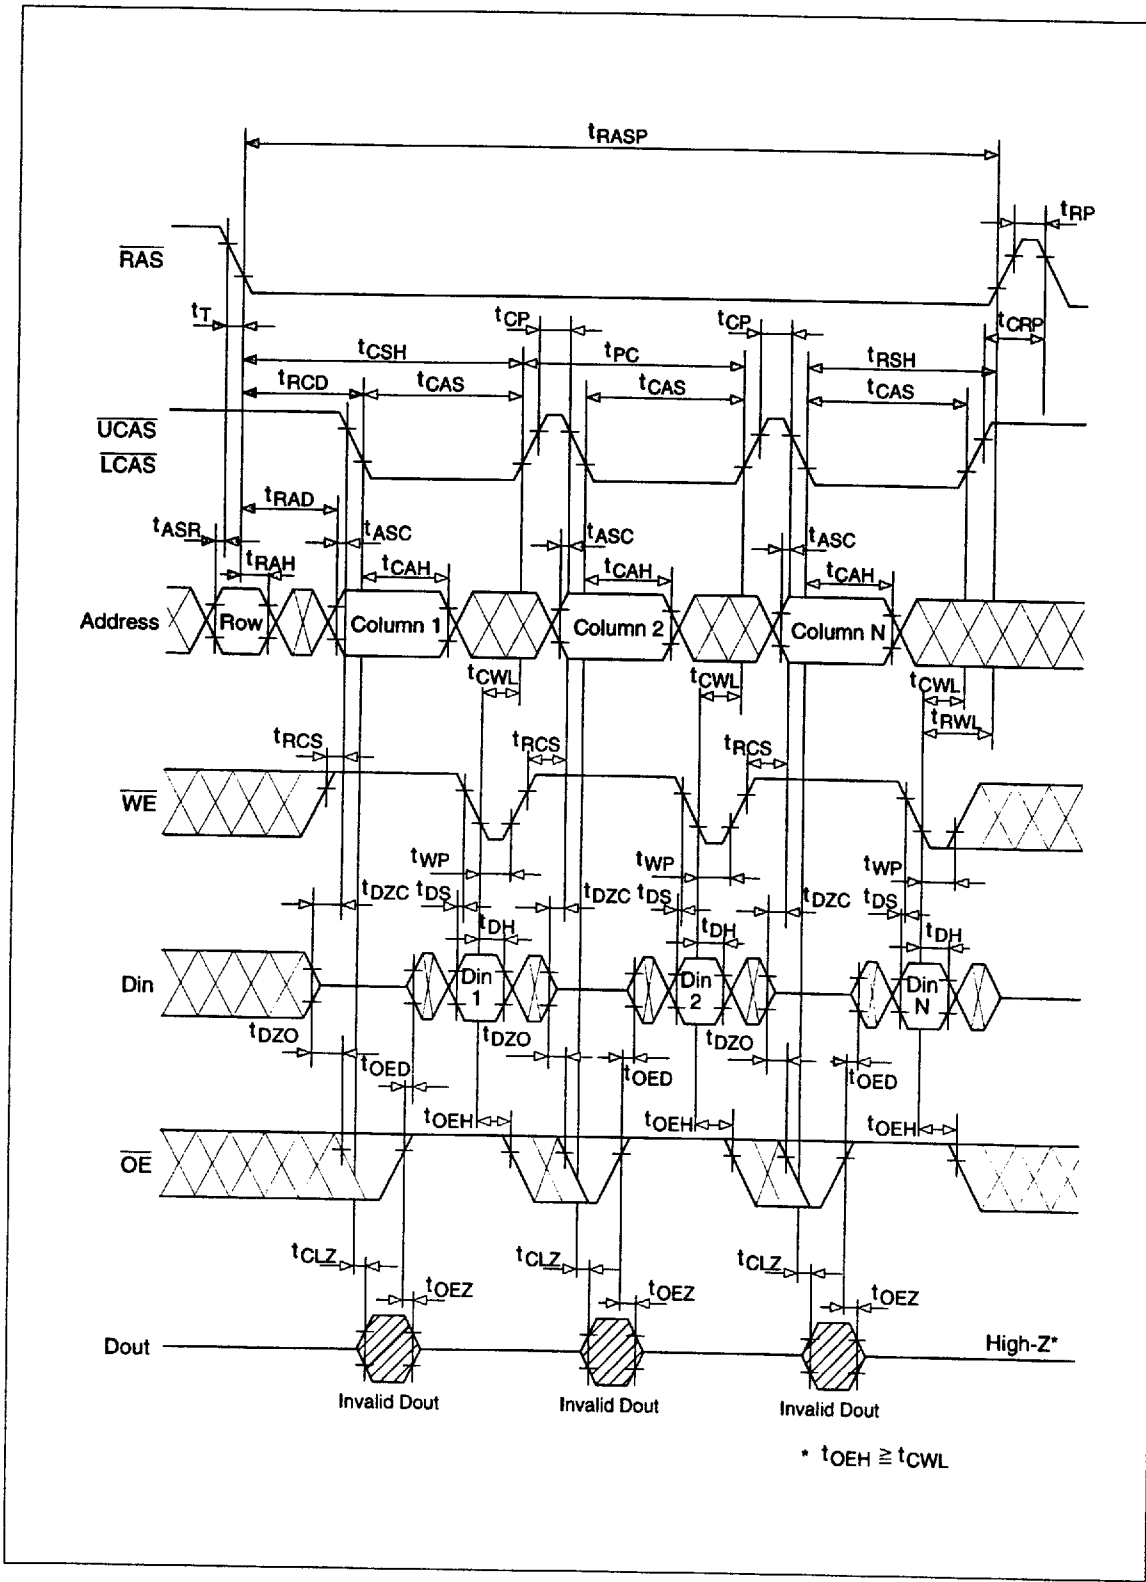 tRASP
tRP
RAS
tT
tCP
tCP
tCRP
tCSH
tPC
tRSH
tRCD
tCAS
tCAS
tCAS
UCAS
LCAS
tRAD
tASR
tASC
tASC
tASC
tRAH
tCAH
tCAH
tCAH
Address
Row
Column 1
Column 2
Column N
tCWL
tCWL
tCWL
tRWL
tRCS
tRCS
tRCS
WE
tWP
tWP
tWP
tDZC
tDS
tDZC
tDS
tDZC
tDS
tDH
tDH
tDH
Din
Din 1
Din 2
Din N
tDZO
tDZO
tDZO
tOED
tOED
tOED
tOEH
tOEH
tOEH
OE
tCLZ
tCLZ
tCLZ
tOEZ
tOEZ
tOEZ
Dout
High-Z*
Invalid Dout
Invalid Dout
Invalid Dout
* tOEH ≧ tCWL